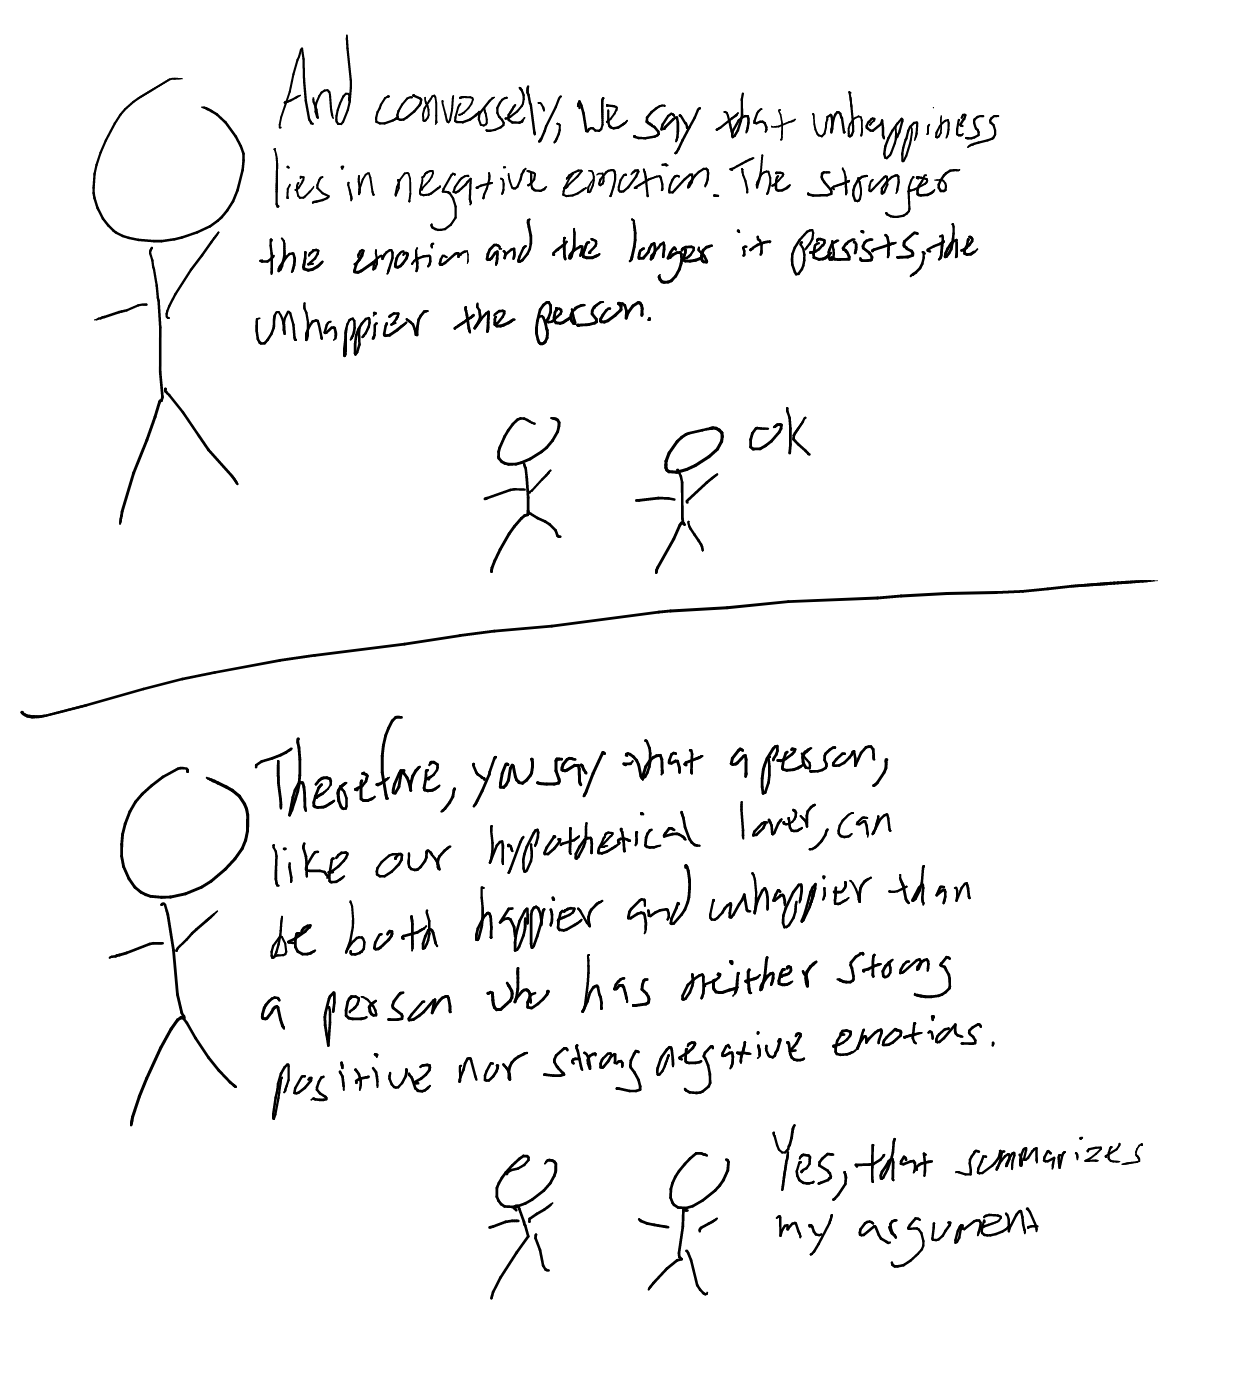 And conversely, we say that unhappiness
lies in negative emotion. The stronger
the emotion and the longer it persists, the
unhappier the person.
OK
Therefore, you say that a person,
like our hypothetical lover, can
be both happier and unhappier than
a person who has neither strong
positive nor strong negative emotions.
Yes, that summarizes
my argument